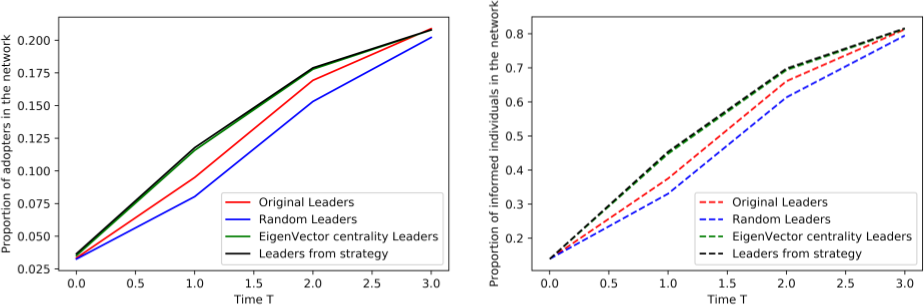 Proportion of adopters in the network
0.200
0.175
0.150
0.125
0.100
0.075
0.050
0.025
0.0 0.5 1.0 1.5 2.0 2.5 3.0
Time T
Original Leaders
Random Leaders
EigenVector centrality Leaders
Leaders from strategy
Proportion of informed individuals in the network
0.8
0.7
0.6
0.5
0.4
0.3
0.2
0.0 0.5 1.0 1.5 2.0 2.5 3.0
Time T
Original Leaders
Random Leaders
EigenVector centrality Leaders
Leaders from strategy